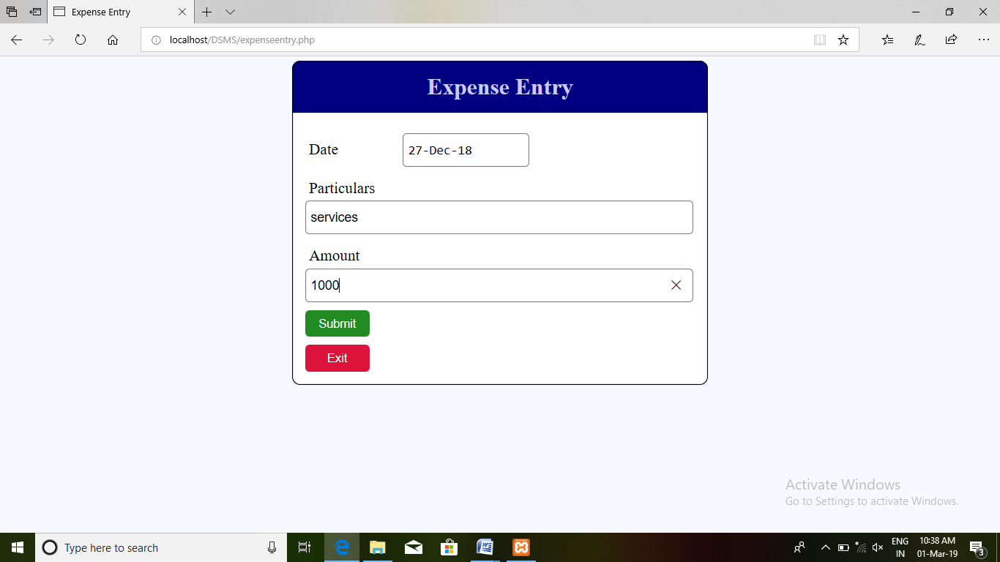 Expense Entry
localhost/DSMS/expenseentry.php
Expense Entry
Date 27-Dec-18
Particulars
services
Amount
1000
Submit
Exit
Activate Windows
Go to Settings to activate Windows.
Type here to search
ENG 10:38 AM
IN 01-Mar-19
3